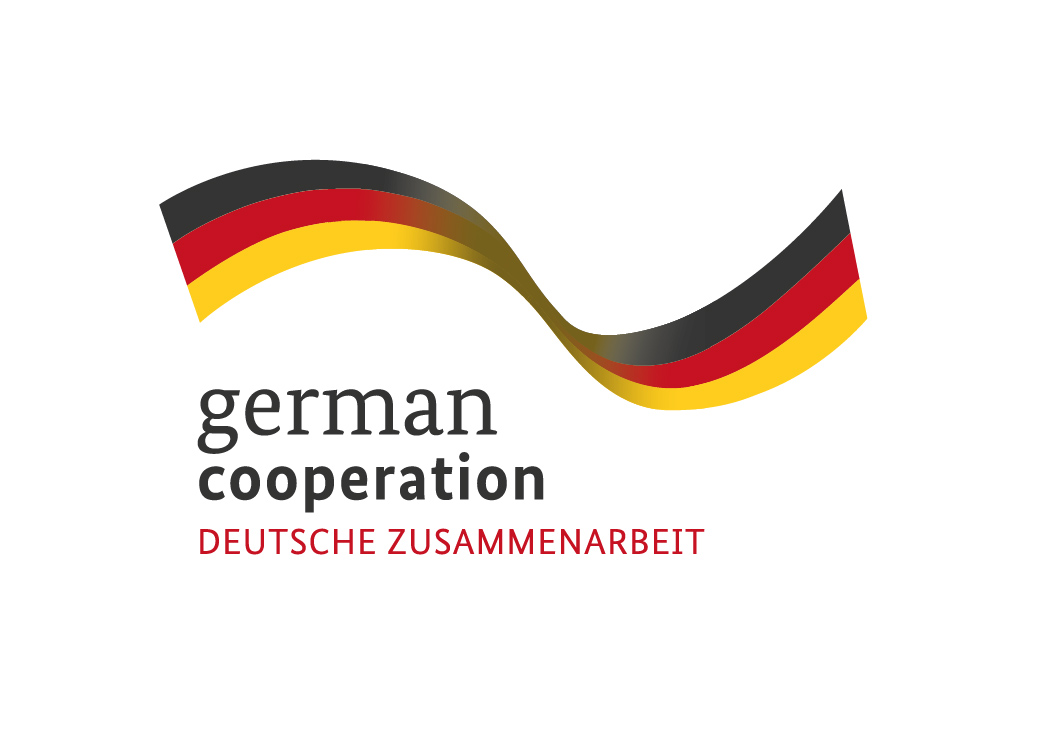 german
cooperation
DEUTSCHE ZUSAMMENARBEIT